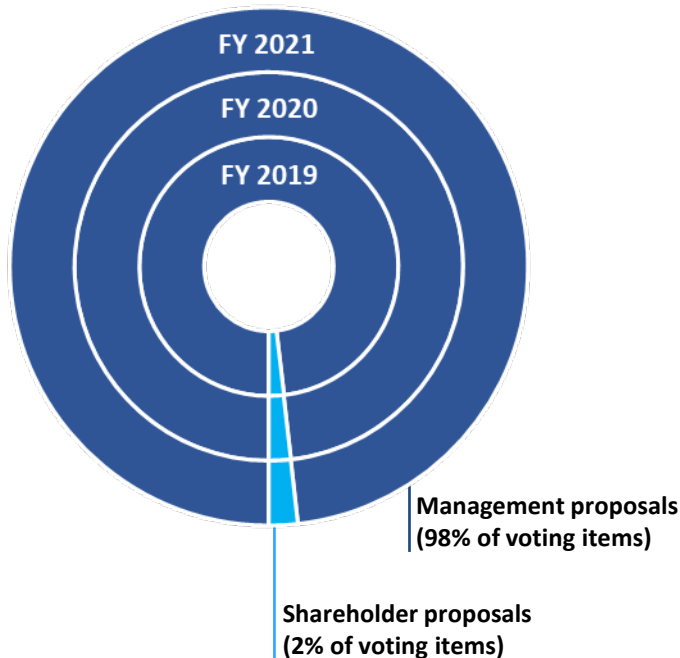 FY 2021
FY 2020
FY 2019
Management proposals
(98% of voting items)
Shareholder proposals
(2% of voting items)